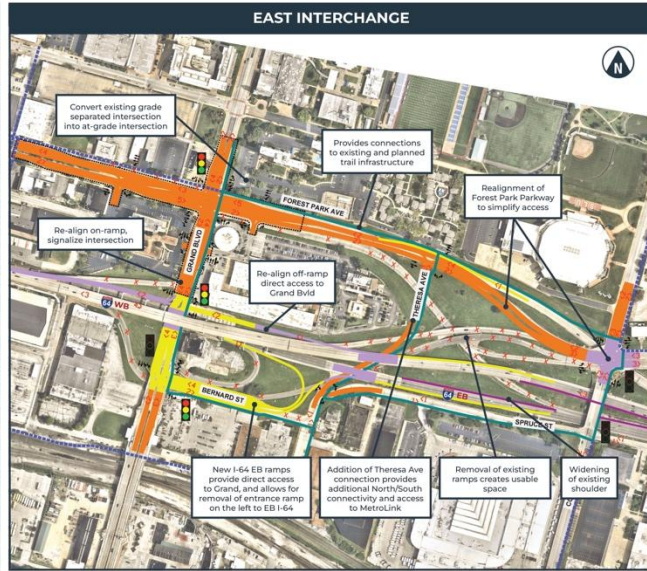 EAST INTERCHANGE
N
Convert existing grade
separated intersection
into at-grade intersection
Provides connections
to existing and planned
trail infrastructure
Realignment of
Forest Park Parkway
to simplify access
FOREST PARK AVE
Re-align on-ramp,
signalize intersection
GRAND BLVD
Re-align off-ramp
direct access to
Grand Bvld
THERESA AVE
64 WB
BERNARD ST
64 EB
SPRUCE ST
New I-64 EB ramps
provide direct access
to Grand, and allows for
removal of entrance ramp
on the left to EB I-64
Addition of Theresa Ave
connection provides
additional North/South
connectivity and access
to MetroLink
Removal of existing
ramps creates usable
space
Widening
of existing
shoulder